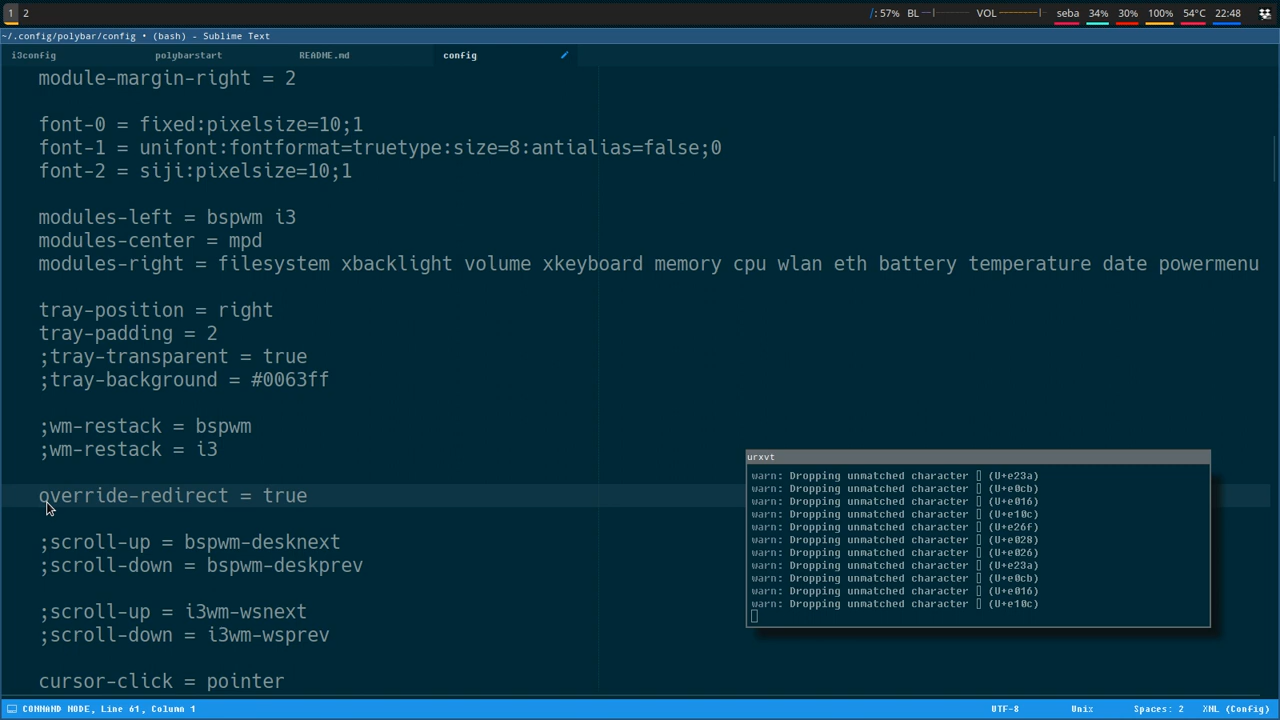 1 2 /: 57% BL VOL seba 34% 30% 100% 54°C 22:48
~/.config/polybar/config • (bash) - Sublime Text
i3config polybarstart README.md config
module-margin-right = 2
font-0 = fixed:pixelsize=10;1
font-1 = unifont:fontformat=truetype:size=8:antialias=false;0
font-2 = siji:pixelsize=10;1
modules-left = bspwm i3
modules-center = mpd
modules-right = filesystem xbacklight volume xkeyboard memory cpu wlan eth battery temperature date powermenu
tray-position = right
tray-padding = 2
;tray-transparent = true
;tray-background = #0063ff
;wm-restack = bspwm
;wm-restack = i3
override-redirect = true
;scroll-up = bspwm-desknext
;scroll-down = bspwm-deskprev
;scroll-up = i3wm-wsnext
;scroll-down = i3wm-wsprev
cursor-click = pointer
urxvt
warn: Dropping unmatched character ▯ (U+e23a)
warn: Dropping unmatched character ▯ (U+e0cb)
warn: Dropping unmatched character ▯ (U+e016)
warn: Dropping unmatched character ▯ (U+e10c)
warn: Dropping unmatched character ▯ (U+e26f)
warn: Dropping unmatched character ▯ (U+e028)
warn: Dropping unmatched character ▯ (U+e026)
warn: Dropping unmatched character ▯ (U+e23a)
warn: Dropping unmatched character ▯ (U+e0cb)
warn: Dropping unmatched character ▯ (U+e016)
warn: Dropping unmatched character ▯ (U+e10c)
COMMAND MODE, Line 61, Column 1 UTF-8 Unix Spaces: 2 XML (Config)